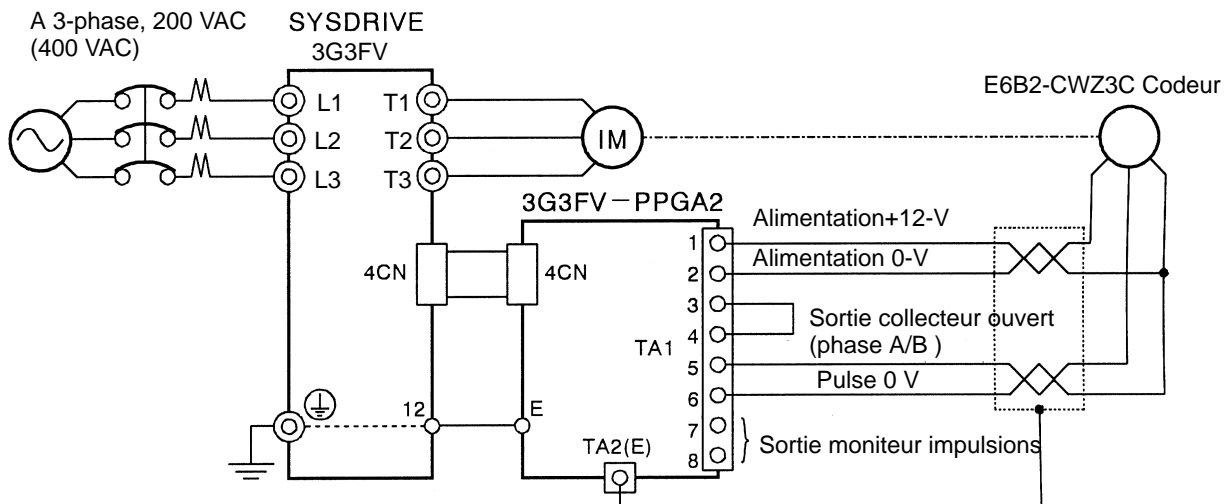 A 3-phase, 200 VAC
(400 VAC)
SYSDRIVE
3G3FV
E6B2-CWZ3C Codeur
L1
T1
L2
T2
L3
T3
IM
3G3FV－PPGA2
4CN
4CN
TA1
1
Alimentation+12-V
2
Alimentation 0-V
3
4
Sortie collecteur ouvert
(phase A/B )
5
6
Pulse 0 V
7
8
Sortie moniteur impulsions
12
E
TA2(E)